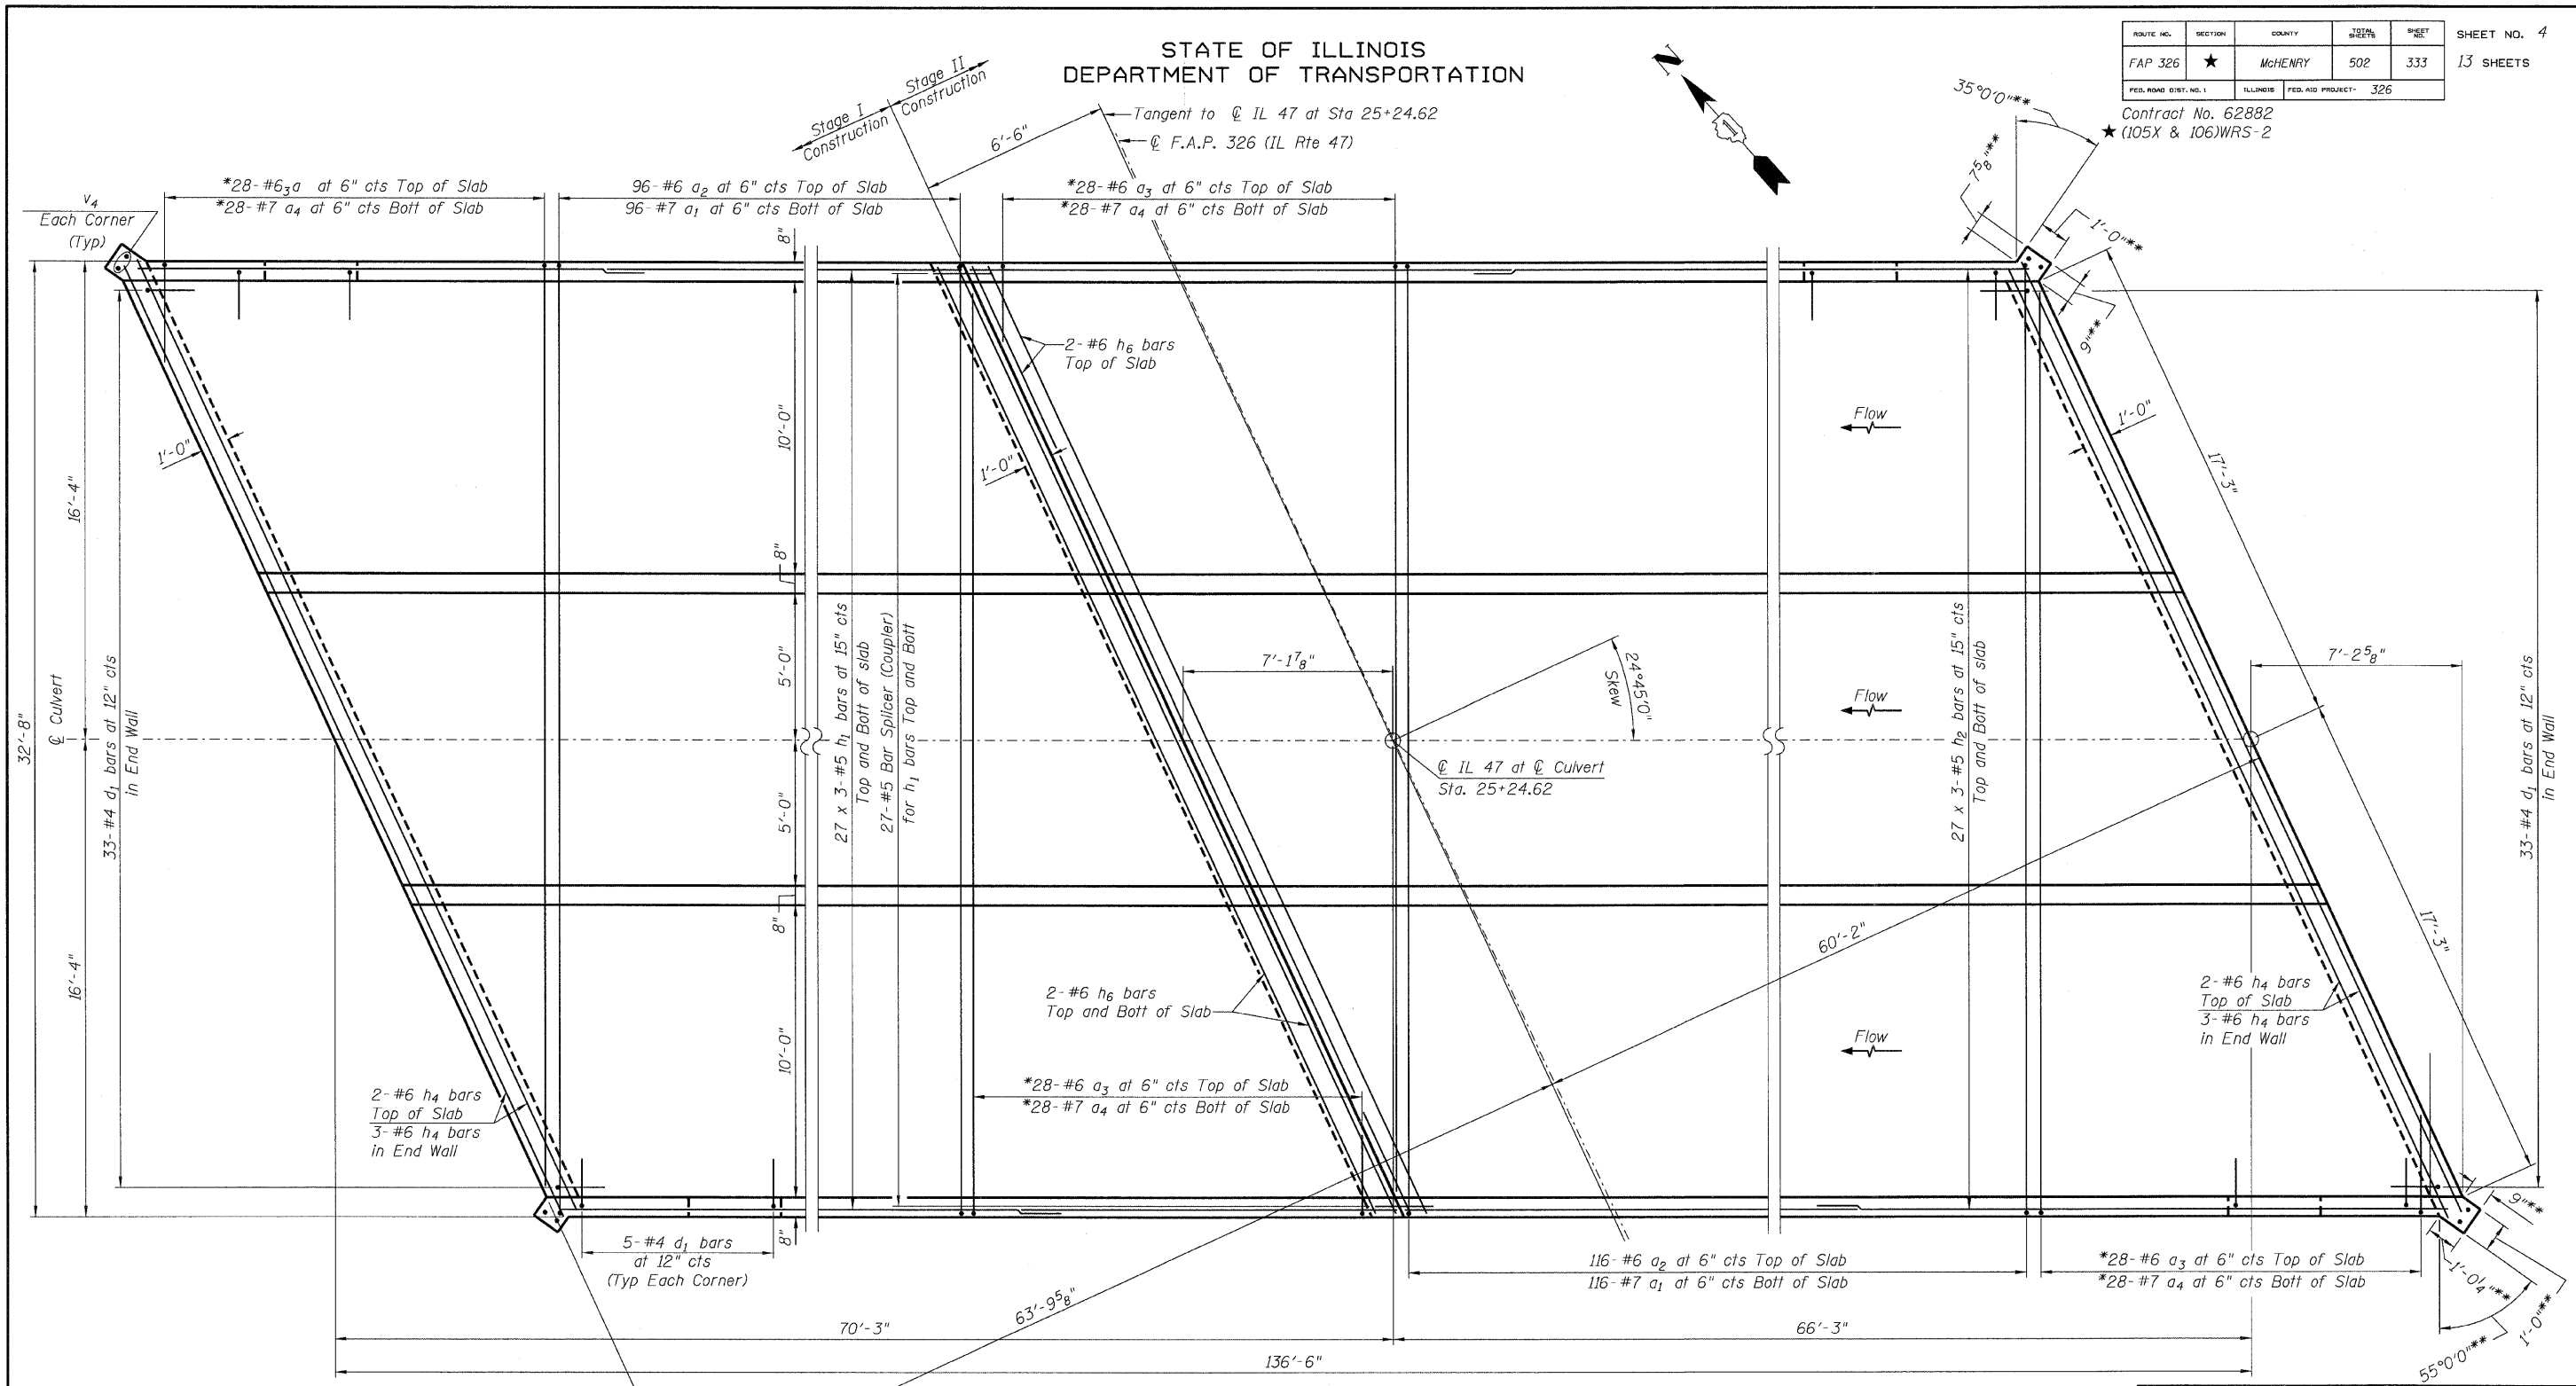 STATE OF ILLINOIS
DEPARTMENT OF TRANSPORTATION
ROUTE NO.
SECTION
COUNTY
TOTAL SHEETS
SHEET NO.
FAP 326
★
McHENRY
502
333
FED. ROAD DIST. NO. 1
ILLINOIS
FED. AID PROJECT- 326
SHEET NO. 4
13 SHEETS
Contract No. 62882
★ (105X & 106)WRS-2
Stage I
Construction
Stage II
Construction
6'-6"
Tangent to ℄ IL 47 at Sta 25+24.62
℄ F.A.P. 326 (IL Rte 47)
N
35°0'0"**
7⅝"**
1'-0"**
9"**
v4
Each Corner
(Typ)
*28-#6 3a at 6" cts Top of Slab
*28-#7 a4 at 6" cts Bott of Slab
96-#6 a2 at 6" cts Top of Slab
96-#7 a1 at 6" cts Bott of Slab
*28-#6 a3 at 6" cts Top of Slab
*28-#7 a4 at 6" cts Bott of Slab
8"
2-#6 h6 bars
Top of Slab
10'-0"
1'-0"
1'-0"
1'-0"
Flow
17'-3"
16'-4"
8"
32'-8"
℄ Culvert
33-#4 d1 bars at 12" cts
in End Wall
5'-0"
27 x 3-#5 h1 bars at 15" cts
Top and Bott of slab
27-#5 Bar Splicer (Coupler)
for h1 bars Top and Bott
7'-1⅞"
24°45'0"
Skew
Flow
27 x 3-#5 h2 bars at 15" cts
Top and Bott of slab
7'-2⅝"
33-#4 d1 bars at 12" cts
in End Wall
℄ IL 47 at ℄ Culvert
Sta. 25+24.62
5'-0"
8"
16'-4"
60'-2"
17'-3"
2-#6 h6 bars
Top and Bott of Slab
10'-0"
Flow
2-#6 h4 bars
Top of Slab
3-#6 h4 bars
in End Wall
2-#6 h4 bars
Top of Slab
3-#6 h4 bars
in End Wall
*28-#6 a3 at 6" cts Top of Slab
*28-#7 a4 at 6" cts Bott of Slab
9"**
8"
5-#4 d1 bars
at 12" cts
(Typ Each Corner)
116-#6 a2 at 6" cts Top of Slab
116-#7 a1 at 6" cts Bott of Slab
*28-#6 a3 at 6" cts Top of Slab
*28-#7 a4 at 6" cts Bott of Slab
1'-0¼"**
1'-0"**
55°0'0"**
63'-9⅝"
70'-3"
66'-3"
136'-6"